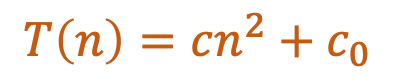 T(n) = cn² + c₀